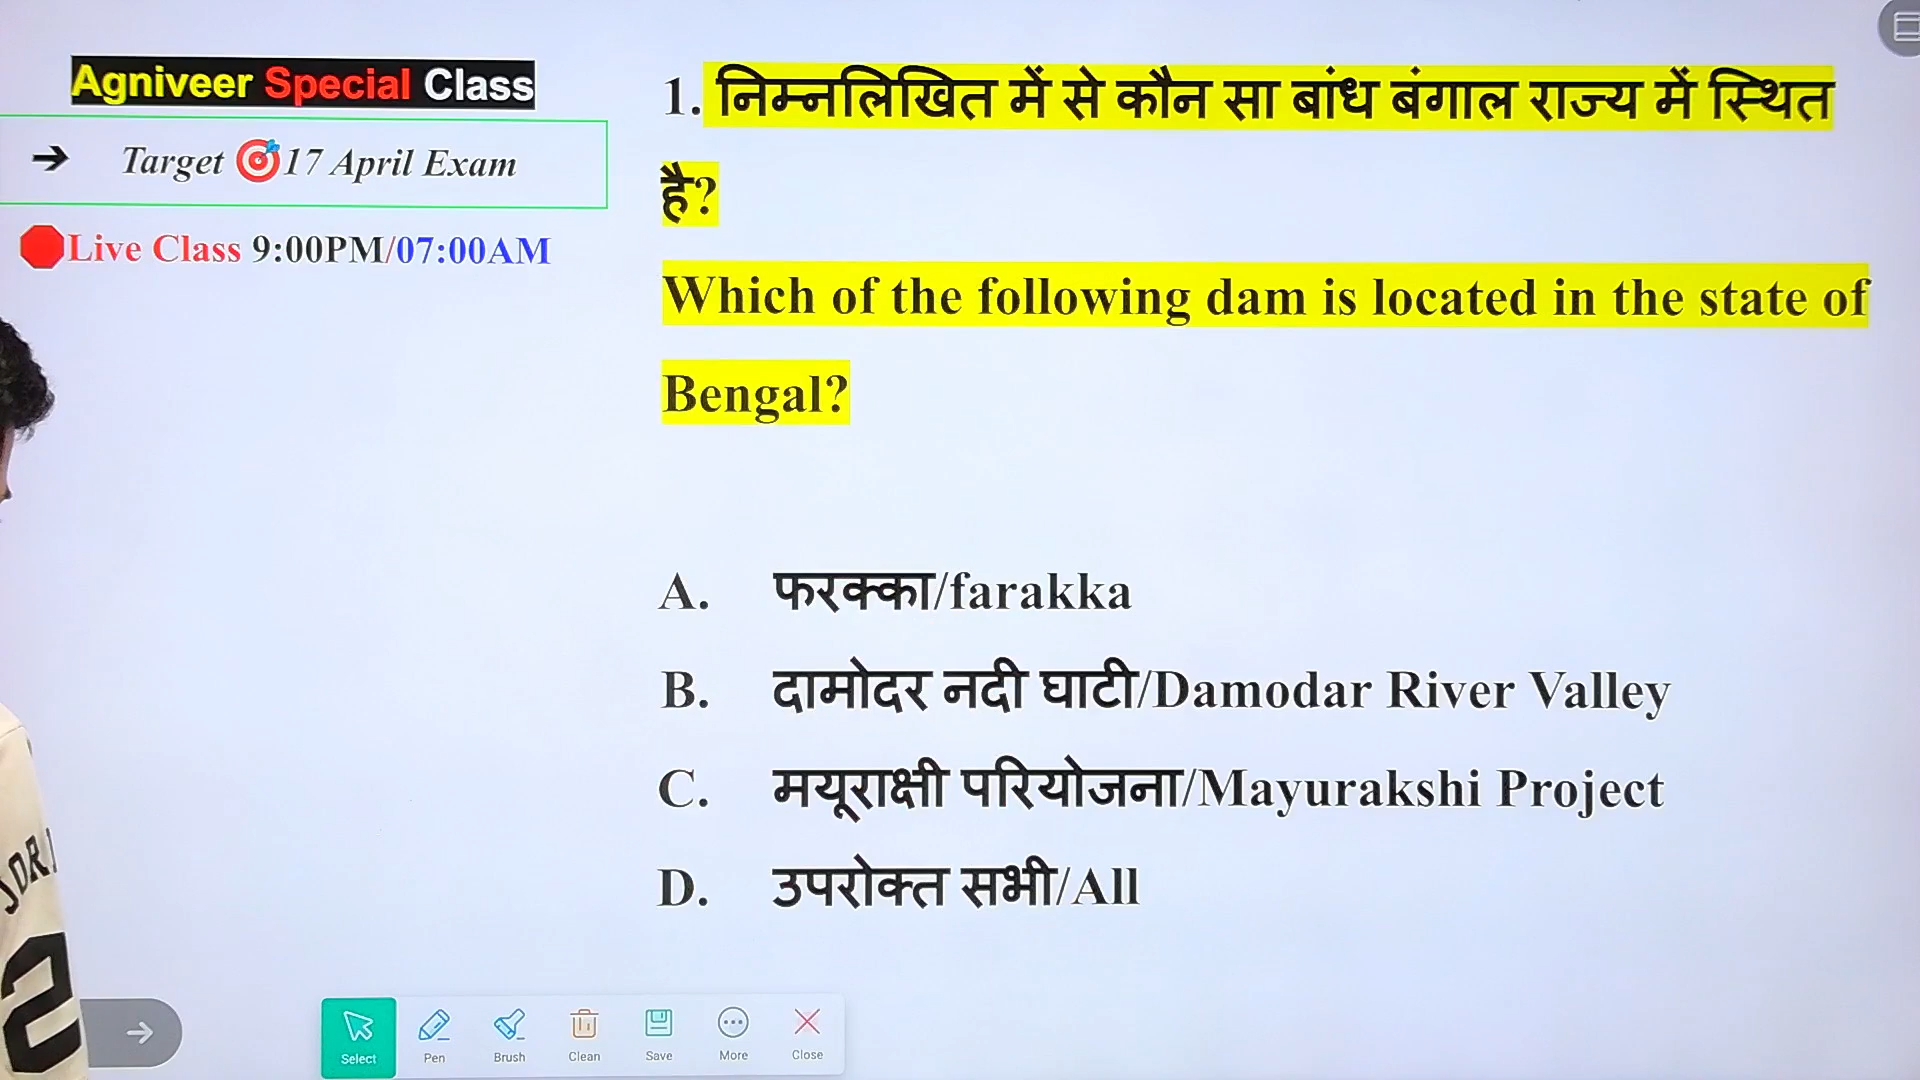 Agniveer Special Class
→ Target 17 April Exam
Live Class 9:00PM/07:00AM
1. निम्नलिखित में से कौन सा बांध बंगाल राज्य में स्थित
है?
Which of the following dam is located in the state of
Bengal?
A. फरक्का/farakka
B. दामोदर नदी घाटी/Damodar River Valley
C. मयूराक्षी परियोजना/Mayurakshi Project
D. उपरोक्त सभी/All
2
Select Pen Brush Clean Save More Close